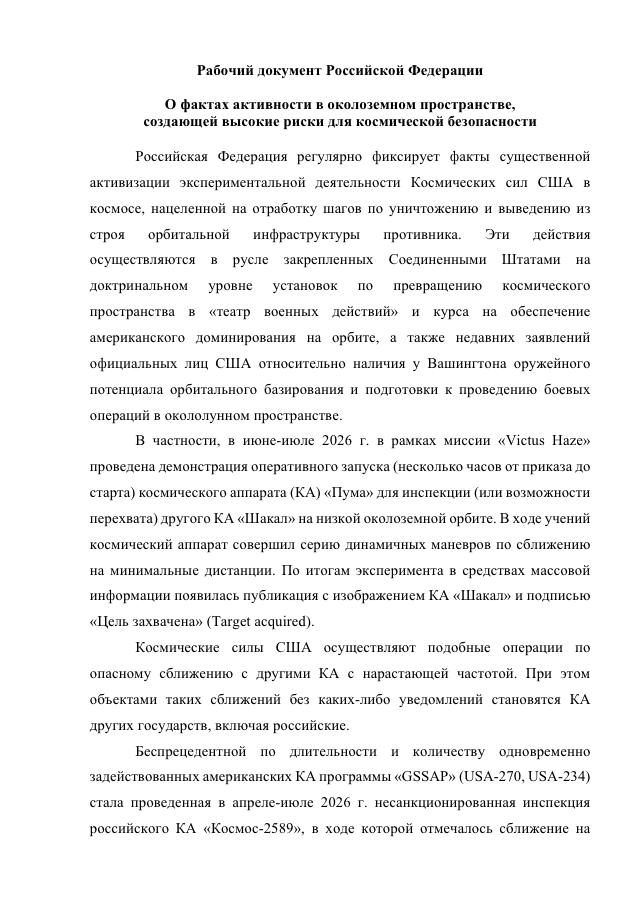 Рабочий документ Российской Федерации
О фактах активности в околоземном пространстве,
создающей высокие риски для космической безопасности
Российская Федерация регулярно фиксирует факты существенной
активизации экспериментальной деятельности Космических сил США в
космосе, нацеленной на отработку шагов по уничтожению и выведению из
строя орбитальной инфраструктуры противника. Эти действия
осуществляются в русле закрепленных Соединенными Штатами на
доктринальном уровне установок по превращению космического
пространства в «театр военных действий» и курса на обеспечение
американского доминирования на орбите, а также недавних заявлений
официальных лиц США относительно наличия у Вашингтона оружейного
потенциала орбитального базирования и подготовки к проведению боевых
операций в окололунном пространстве.
В частности, в июне-июле 2026 г. в рамках миссии «Victus Haze»
проведена демонстрация оперативного запуска (несколько часов от приказа до
старта) космического аппарата (КА) «Пума» для инспекции (или возможности
перехвата) другого КА «Шакал» на низкой околоземной орбите. В ходе учений
космический аппарат совершил серию динамичных маневров по сближению
на минимальные дистанции. По итогам эксперимента в средствах массовой
информации появилась публикация с изображением КА «Шакал» и подписью
«Цель захвачена» (Target acquired).
Космические силы США осуществляют подобные операции по
опасному сближению с другими КА с нарастающей частотой. При этом
объектами таких сближений без каких-либо уведомлений становятся КА
других государств, включая российские.
Беспрецедентной по длительности и количеству одновременно
задействованных американских КА программы «GSSAP» (USA-270, USA-234)
стала проведенная в апреле-июле 2026 г. несанкционированная инспекция
российского КА «Космос-2589», в ходе которой отмечалось сближение на